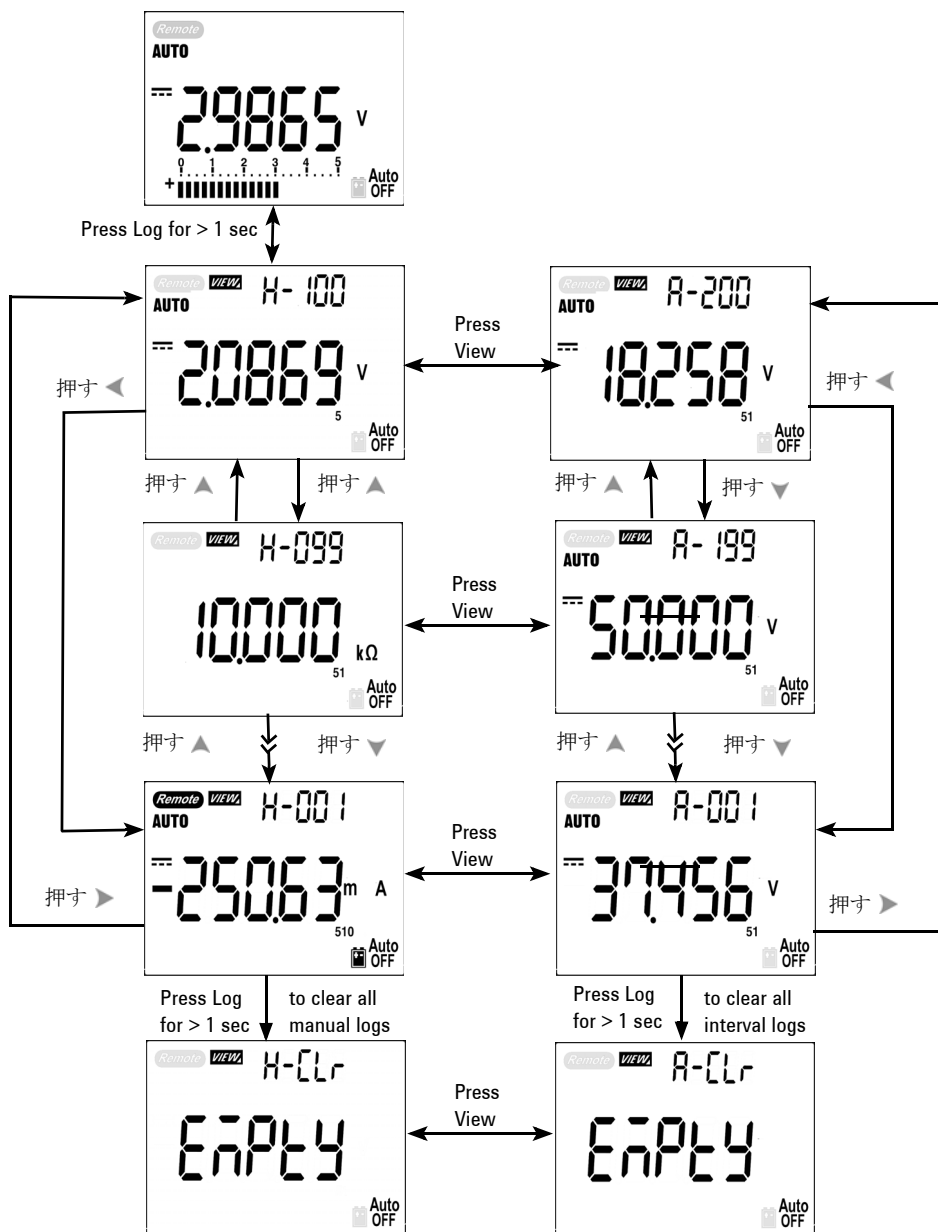 Remote
AUTO
2.9865 V
0 1 2 3 4 5
+
Auto
OFF
Press Log for > 1 sec
Remote VIEW H-100
AUTO
2.0869 V
5
Auto
OFF
Press
View
Remote VIEW A-200
AUTO
18.258 V
51
Auto
OFF
押す
押す
押す
押す
押す
押す
Remote VIEW H-099
10.000 kΩ
51
Auto
OFF
Press
View
Remote VIEW A-199
AUTO
50.000 V
51
Auto
OFF
押す
押す
押す
押す
Remote VIEW H-001
AUTO
-250.63 m A
510
Auto
OFF
Press
View
Remote VIEW A-001
AUTO
37.456 V
51
Auto
OFF
押す
押す
Press Log
for > 1 sec
to clear all
manual logs
Press Log
for > 1 sec
to clear all
interval logs
Remote VIEW H-CLr
EmPtY
Auto
OFF
Press
View
Remote VIEW A-CLr
EmPtY
Auto
OFF